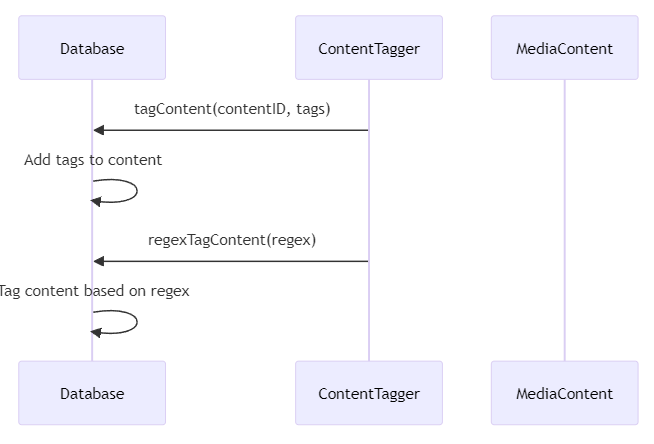 Database
ContentTagger
MediaContent
tagContent(contentID, tags)
Add tags to content
regexTagContent(regex)
Tag content based on regex
Database
ContentTagger
MediaContent